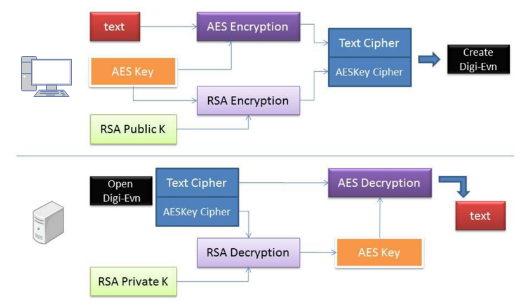 text
AES Encryption
Text Cipher
AESKey Cipher
Create
Digi-Evn
AES Key
RSA Encryption
RSA Public K
Open
Digi-Evn
Text Cipher
AESKey Cipher
AES Decryption
text
RSA Decryption
AES Key
RSA Private K